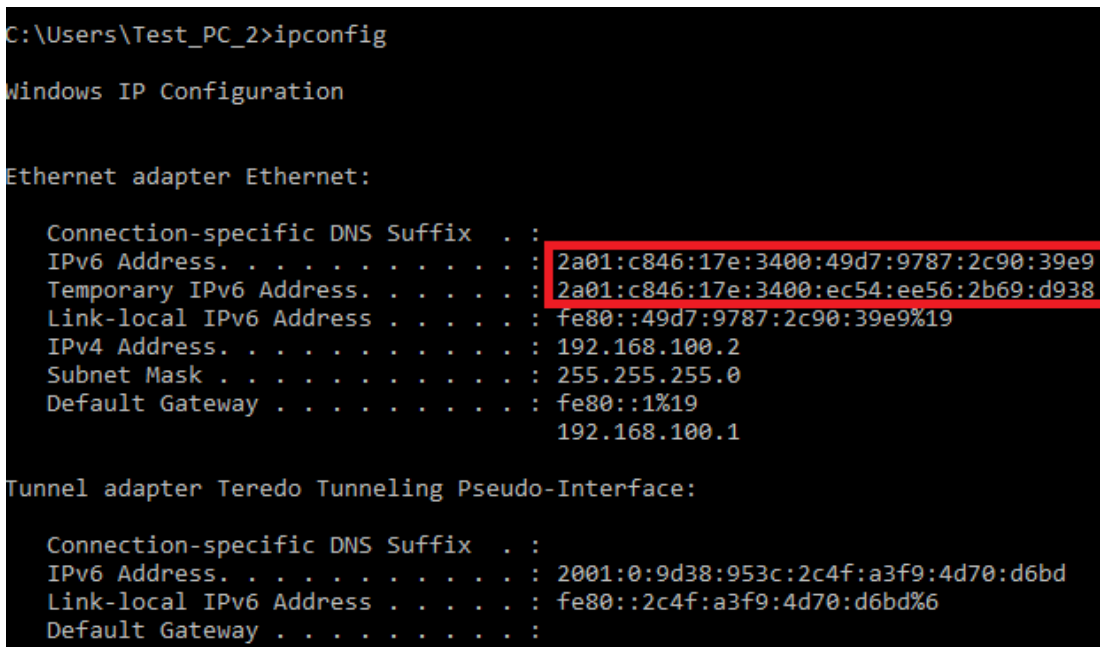 C:\Users\Test_PC_2>ipconfig
Windows IP Configuration
Ethernet adapter Ethernet:
Connection-specific DNS Suffix  . :
IPv6 Address. . . . . . . . . . . : 2a01:c846:17e:3400:49d7:9787:2c90:39e9
Temporary IPv6 Address. . . . . . : 2a01:c846:17e:3400:ec54:ee56:2b69:d938
Link-local IPv6 Address . . . . . : fe80::49d7:9787:2c90:39e9%19
IPv4 Address. . . . . . . . . . . : 192.168.100.2
Subnet Mask . . . . . . . . . . . : 255.255.255.0
Default Gateway . . . . . . . . . : fe80::1%19
192.168.100.1
Tunnel adapter Teredo Tunneling Pseudo-Interface:
Connection-specific DNS Suffix  . :
IPv6 Address. . . . . . . . . . . : 2001:0:9d38:953c:2c4f:a3f9:4d70:d6bd
Link-local IPv6 Address . . . . . : fe80::2c4f:a3f9:4d70:d6bd%6
Default Gateway . . . . . . . . . :